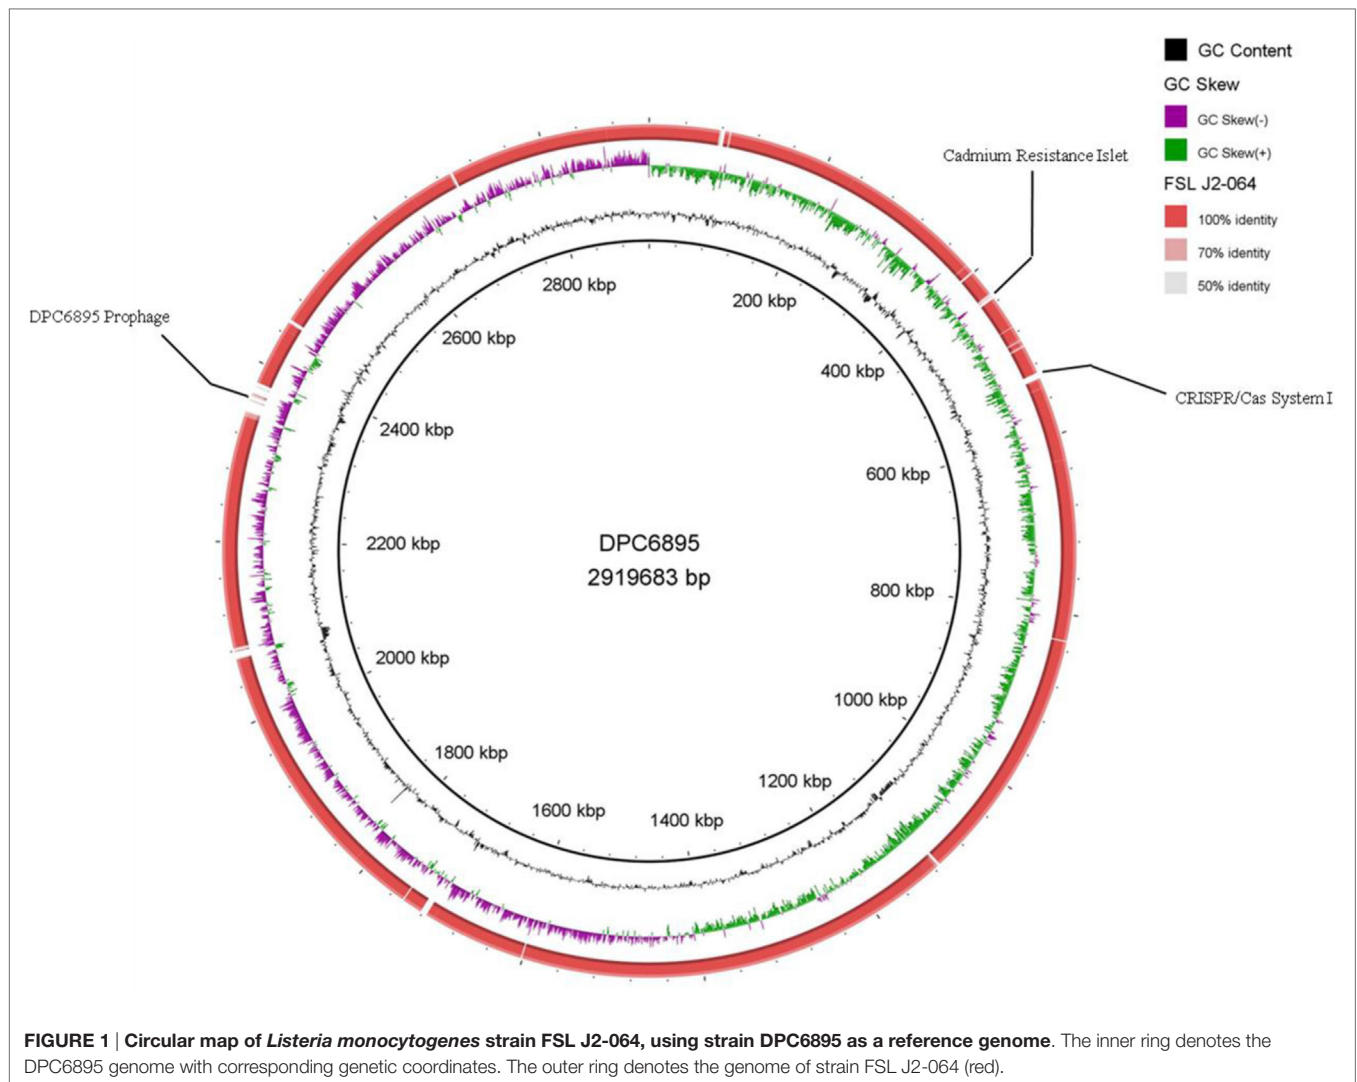 GC Content
GC Skew
GC Skew(-)
GC Skew(+)
FSL J2-064
100% identity
70% identity
50% identity
Cadmium Resistance Islet
CRISPR/Cas System I
DPC6895 Prophage
200 kbp
400 kbp
600 kbp
800 kbp
1000 kbp
1200 kbp
1400 kbp
1600 kbp
1800 kbp
2000 kbp
2200 kbp
2400 kbp
2600 kbp
2800 kbp
DPC6895
2919683 bp
FIGURE 1 | Circular map of Listeria monocytogenes strain FSL J2-064, using strain DPC6895 as a reference genome. The inner ring denotes the
DPC6895 genome with corresponding genetic coordinates. The outer ring denotes the genome of strain FSL J2-064 (red).